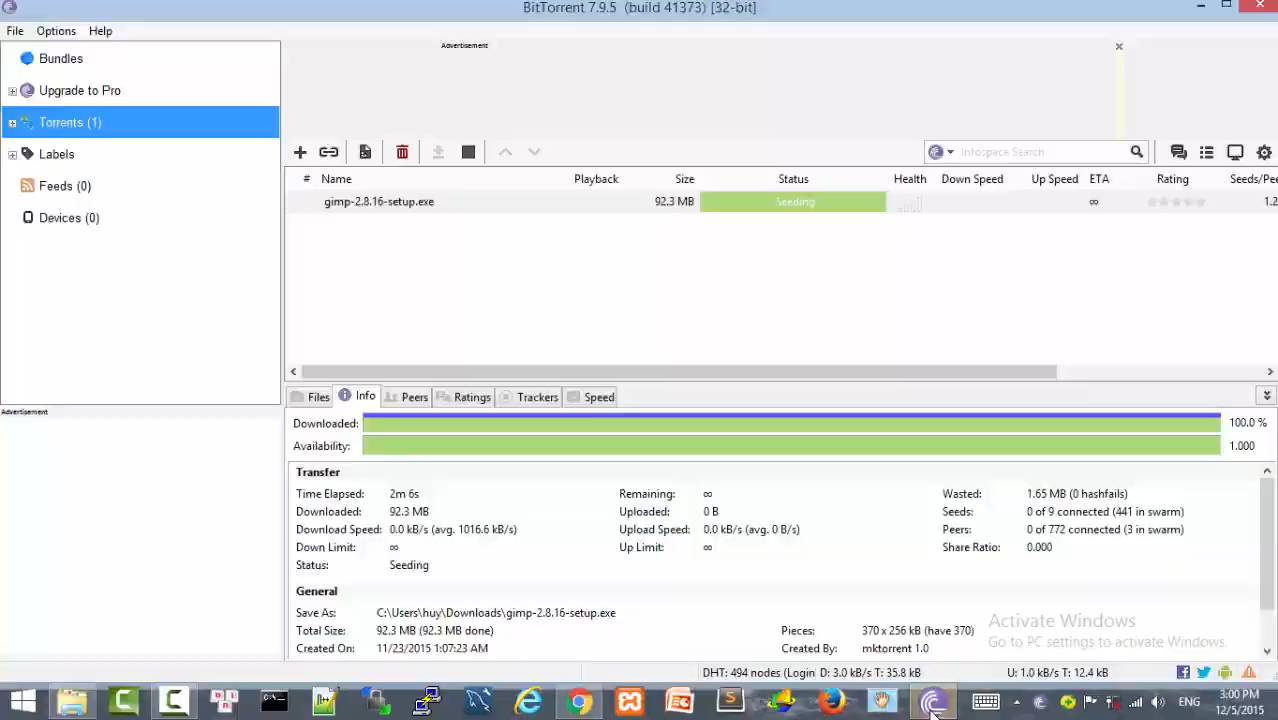 BitTorrent 7.9.5 (build 41373) [32-bit]
File Options Help
Bundles
Upgrade to Pro
Torrents (1)
Labels
Feeds (0)
Devices (0)
Advertisement
Advertisement
Infospace Search
# Name Playback Size Status Health Down Speed Up Speed ETA Rating Seeds/Pee
gimp-2.8.16-setup.exe 92.3 MB Seeding ∞ 1.2
Files Info Peers Ratings Trackers Speed
Downloaded: 100.0 %
Availability: 1.000
Transfer
Time Elapsed: 2m 6s Remaining: ∞ Wasted: 1.65 MB (0 hashfails)
Downloaded: 92.3 MB Uploaded: 0 B Seeds: 0 of 9 connected (441 in swarm)
Download Speed: 0.0 kB/s (avg. 1016.6 kB/s) Upload Speed: 0.0 kB/s (avg. 0 B/s) Peers: 0 of 772 connected (3 in swarm)
Down Limit: ∞ Up Limit: ∞ Share Ratio: 0.000
Status: Seeding
General
Save As: C:\Users\huy\Downloads\gimp-2.8.16-setup.exe
Total Size: 92.3 MB (92.3 MB done) Pieces: 370 x 256 kB (have 370)
Created On: 11/23/2015 1:07:23 AM Created By: mktorrent 1.0
Activate Windows
Go to PC settings to activate Windows.
DHT: 494 nodes (Login D: 3.0 kB/s T: 35.8 kB U: 1.0 kB/s T: 12.4 kB
ENG 3:00 PM
12/5/2015